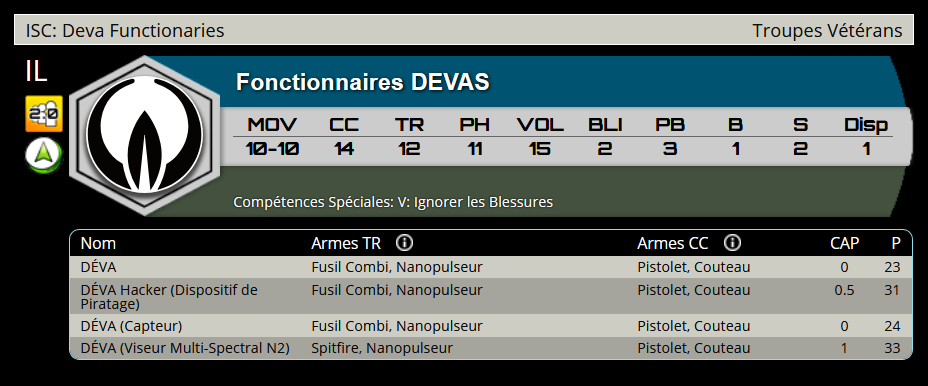 ISC: Deva Functionaries Troupes Vétérans
IL
Fonctionnaires DEVAS
2.0
MOV CC TR PH VOL BLI PB B S Disp
10-10 14 12 11 15 2 3 1 2 1
Compétences Spéciales: V: Ignorer les Blessures
Nom Armes TR Armes CC CAP P
DÉVA Fusil Combi, Nanopulseur Pistolet, Couteau 0 23
DÉVA Hacker (Dispositif de Fusil Combi, Nanopulseur Pistolet, Couteau 0.5 31
Piratage)
DÉVA (Capteur) Fusil Combi, Nanopulseur Pistolet, Couteau 0 24
DÉVA (Viseur Multi-Spectral N2) Spitfire, Nanopulseur Pistolet, Couteau 1 33